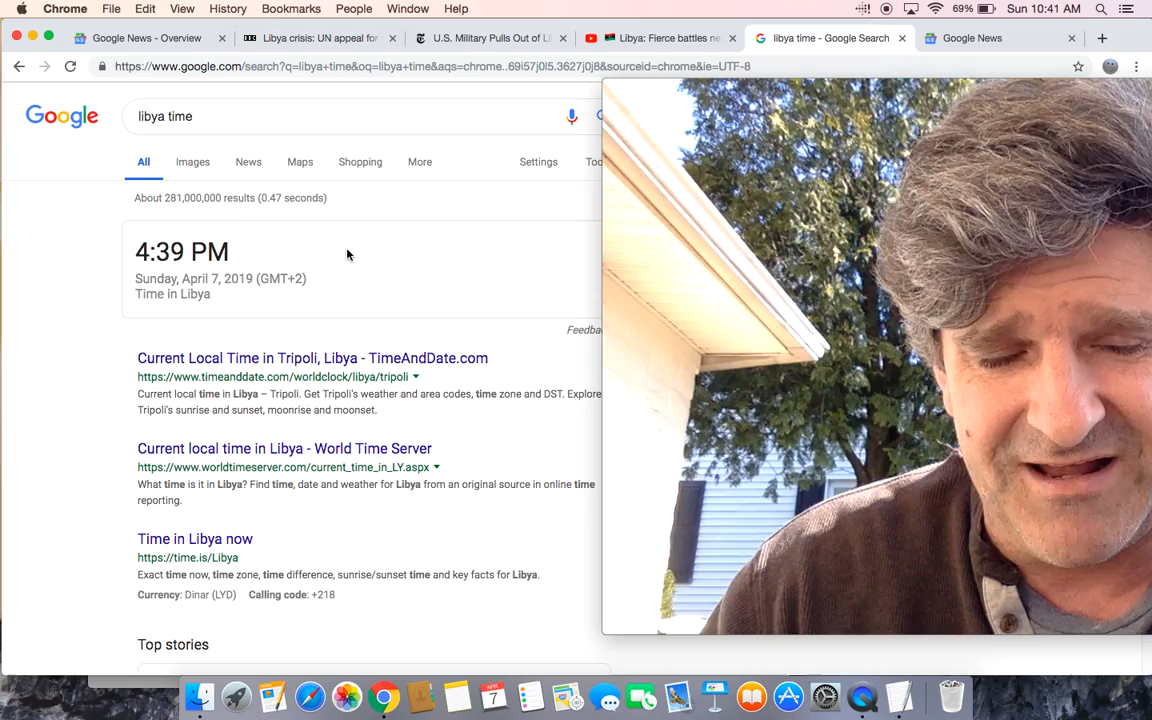 Chrome File Edit View History Bookmarks People Window Help 69% Sun 10:41 AM
Google News - Overview Libya crisis: UN appeal for U.S. Military Pulls Out of Li Libya: Fierce battles ne libya time - Google Search Google News
https://www.google.com/search?q=libya+time&oq=libya+time&aqs=chrome..69i57j0l5.3627j0j8&sourceid=chrome&ie=UTF-8
Google libya time
All Images News Maps Shopping More Settings Too
About 281,000,000 results (0.47 seconds)
4:39 PM
Sunday, April 7, 2019 (GMT+2)
Time in Libya
Feedba
Current Local Time in Tripoli, Libya - TimeAndDate.com
https://www.timeanddate.com/worldclock/libya/tripoli
Current local time in Libya – Tripoli. Get Tripoli's weather and area codes, time zone and DST. Explore
Tripoli's sunrise and sunset, moonrise and moonset.
Current local time in Libya - World Time Server
https://www.worldtimeserver.com/current_time_in_LY.aspx
What time is it in Libya? Find time, date and weather for Libya from an original source in online time
reporting.
Time in Libya now
https://time.is/Libya
Exact time now, time zone, time difference, sunrise/sunset time and key facts for Libya.
Currency: Dinar (LYD) Calling code: +218
Top stories
APR
7